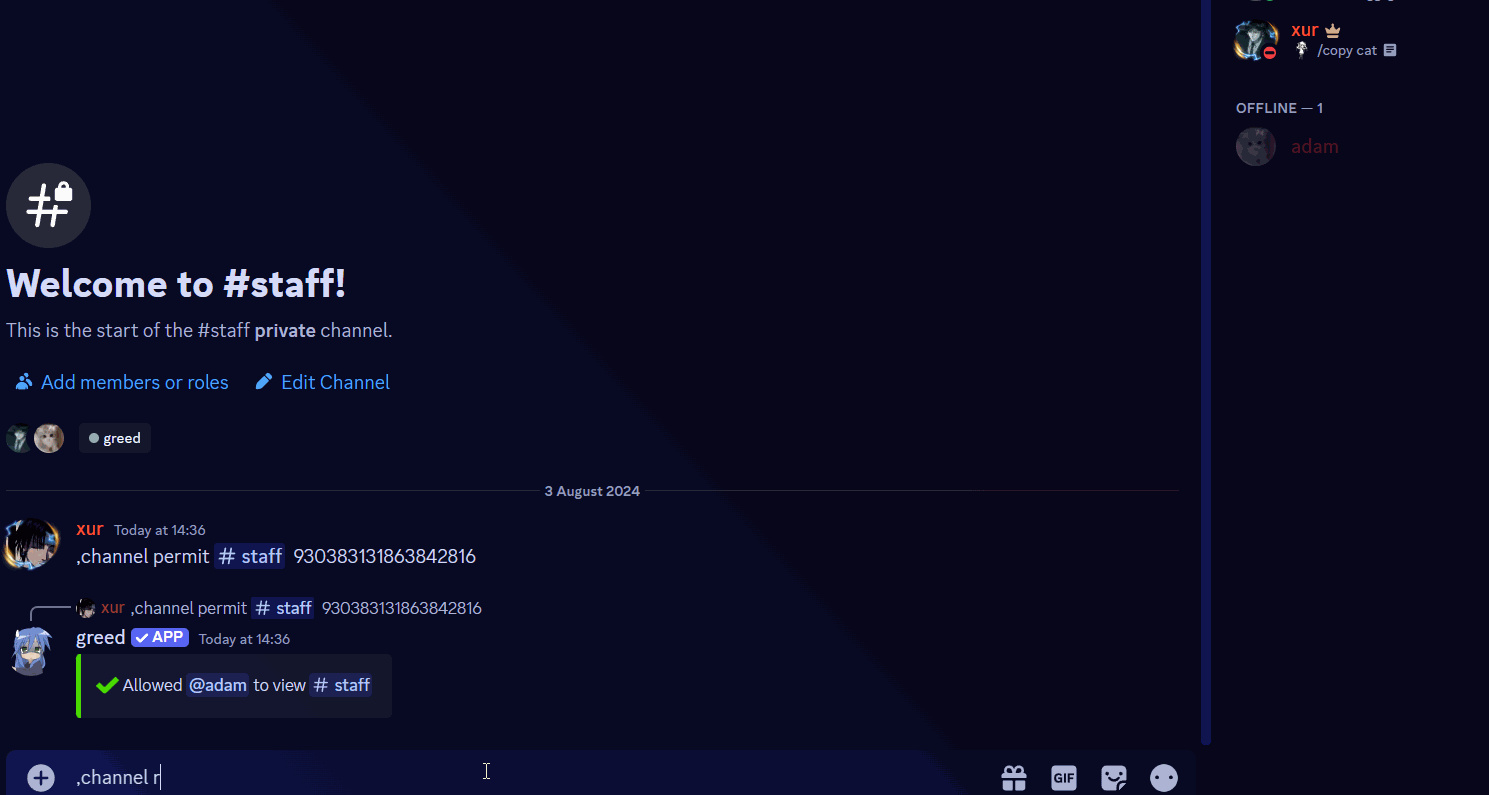 xur
/copy cat
OFFLINE — 1
adam
Welcome to #staff!
This is the start of the #staff private channel.
Add members or roles
Edit Channel
greed
3 August 2024
xur Today at 14:36
,channel permit # staff 930383131863842816
xur ,channel permit # staff 930383131863842816
greed ✓ APP Today at 14:36
Allowed @adam to view # staff
,channel r
GIF